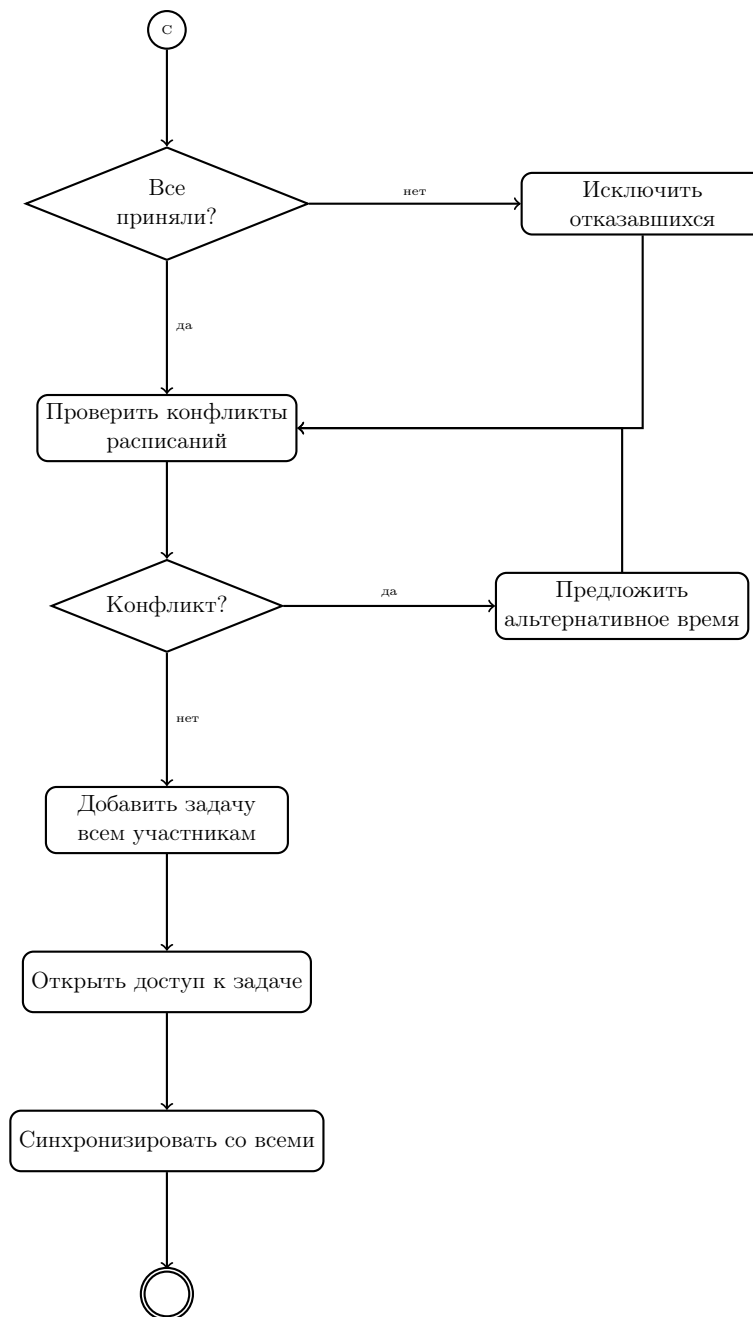 С
Все
приняли?
нет
Исключить
отказавшихся
да
Проверить конфликты
расписаний
Конфликт?
да
Предложить
альтернативное время
нет
Добавить задачу
всем участникам
Открыть доступ к задаче
Синхронизировать со всеми